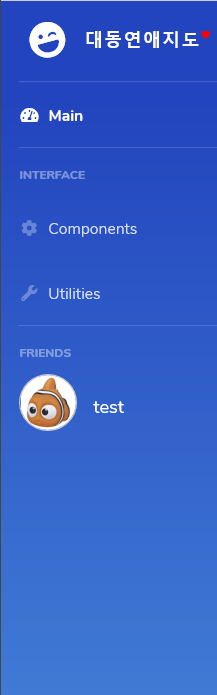 대동연애지도
Main
INTERFACE
Components
Utilities
FRIENDS
test